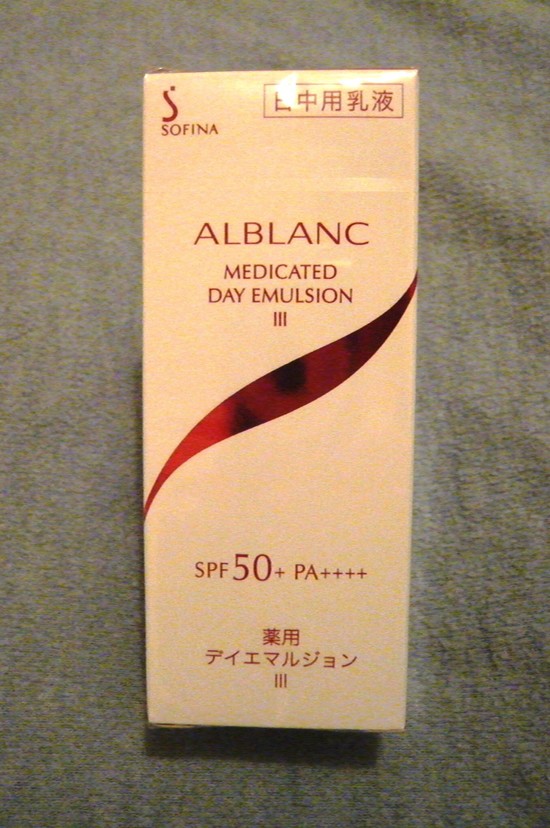 SOFINA
日中用乳液
ALBLANC
MEDICATED
DAY EMULSION
III
SPF50+ PA++++
薬用
デイエマルジョン
III